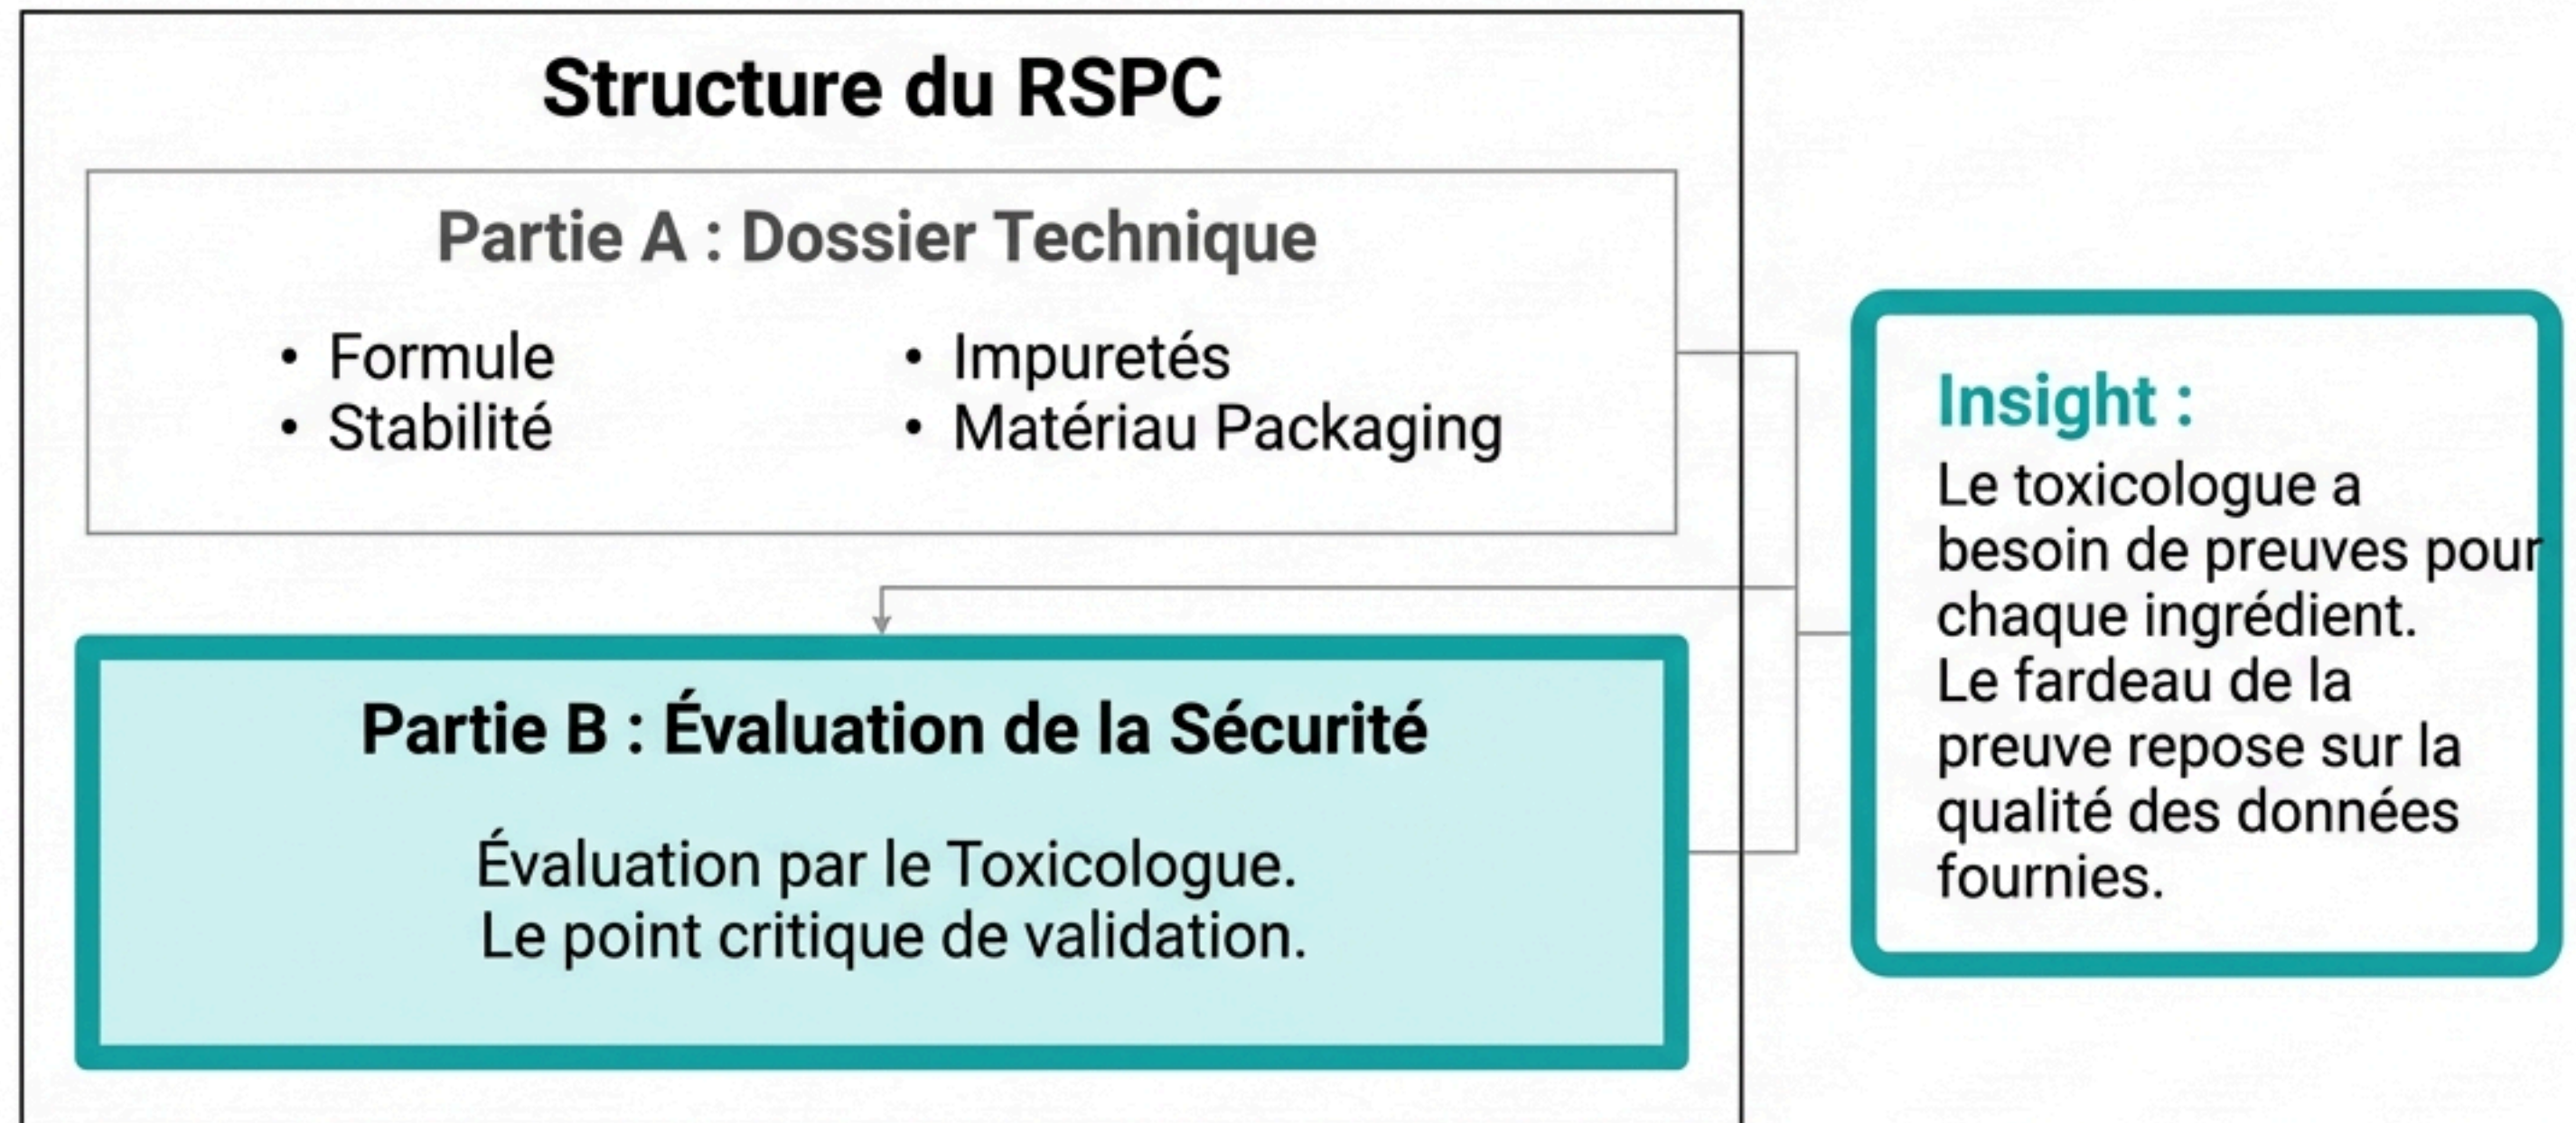 Structure du RSPC
Partie A : Dossier Technique
• Formule
• Stabilité
• Impuretés
• Matériau Packaging
Partie B : Évaluation de la Sécurité
Évaluation par le Toxicologue.
Le point critique de validation.
Insight :
Le toxicologue a
besoin de preuves pour
chaque ingrédient.
Le fardeau de la
preuve repose sur la
qualité des données
fournies.